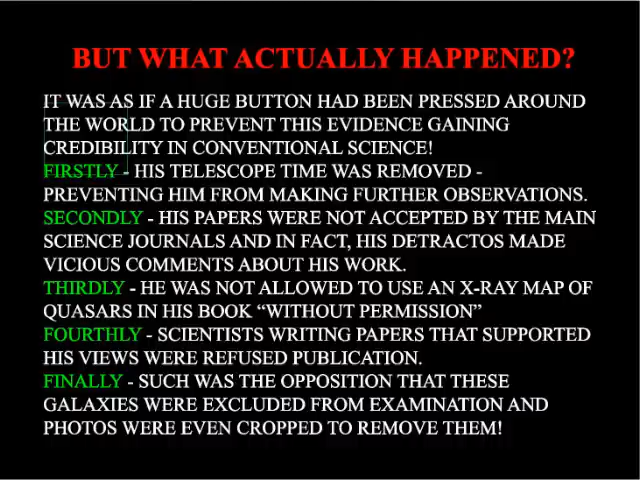 BUT WHAT ACTUALLY HAPPENED?
IT WAS AS IF A HUGE BUTTON HAD BEEN PRESSED AROUND
THE WORLD TO PREVENT THIS EVIDENCE GAINING
CREDIBILITY IN CONVENTIONAL SCIENCE!
FIRSTLY - HIS TELESCOPE TIME WAS REMOVED -
PREVENTING HIM FROM MAKING FURTHER OBSERVATIONS.
SECONDLY - HIS PAPERS WERE NOT ACCEPTED BY THE MAIN
SCIENCE JOURNALS AND IN FACT, HIS DETRACTOS MADE
VICIOUS COMMENTS ABOUT HIS WORK.
THIRDLY - HE WAS NOT ALLOWED TO USE AN X-RAY MAP OF
QUASARS IN HIS BOOK “WITHOUT PERMISSION”
FOURTHLY - SCIENTISTS WRITING PAPERS THAT SUPPORTED
HIS VIEWS WERE REFUSED PUBLICATION.
FINALLY - SUCH WAS THE OPPOSITION THAT THESE
GALAXIES WERE EXCLUDED FROM EXAMINATION AND
PHOTOS WERE EVEN CROPPED TO REMOVE THEM!